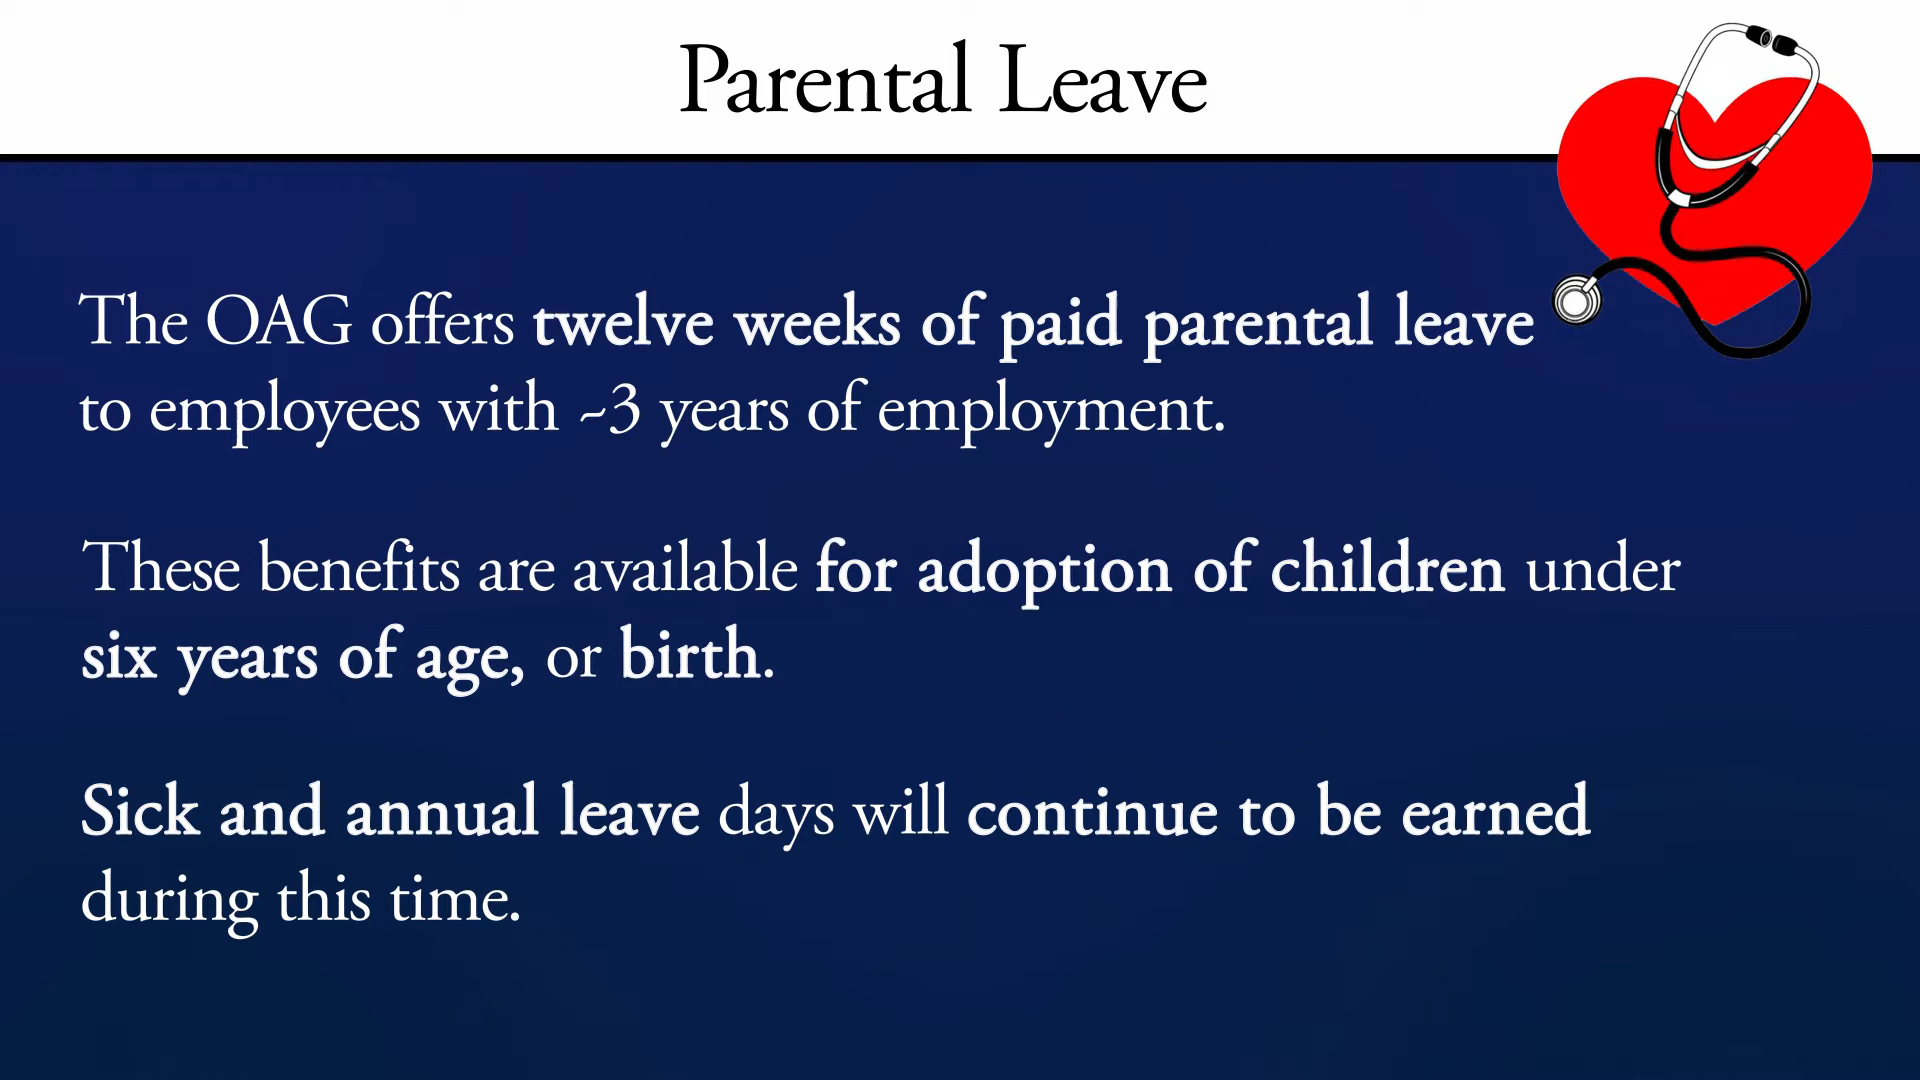 Parental Leave
The OAG offers twelve weeks of paid parental leave
to employees with ~3 years of employment.
These benefits are available for adoption of children under
six years of age, or birth.
Sick and annual leave days will continue to be earned
during this time.